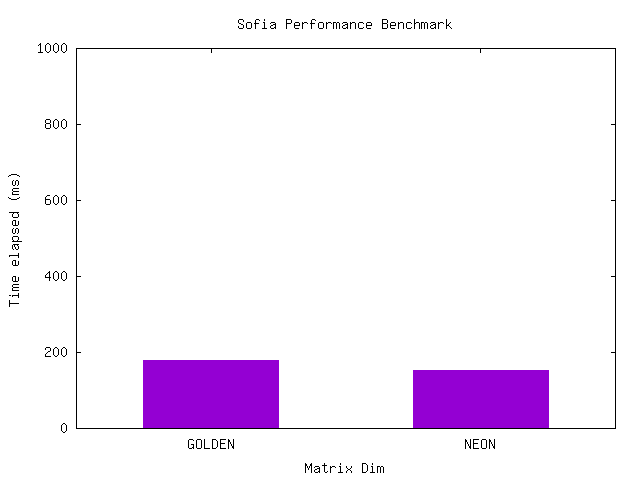 Sofia Performance Benchmark
1000
800
600
400
200
0
Time elapsed (ms)
GOLDEN
NEON
Matrix Dim